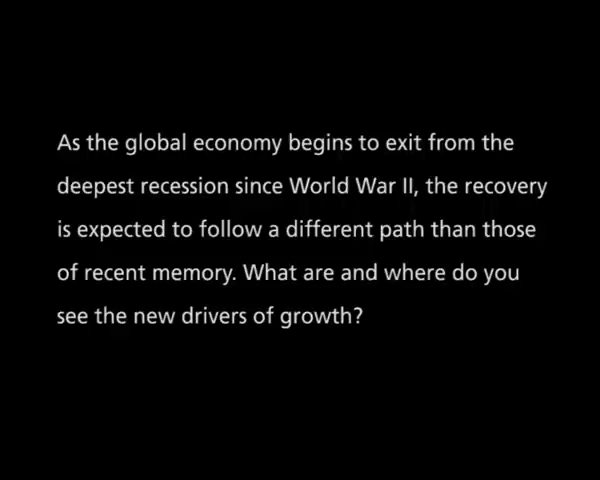 As the global economy begins to exit from the
deepest recession since World War II, the recovery
is expected to follow a different path than those
of recent memory. What are and where do you
see the new drivers of growth?